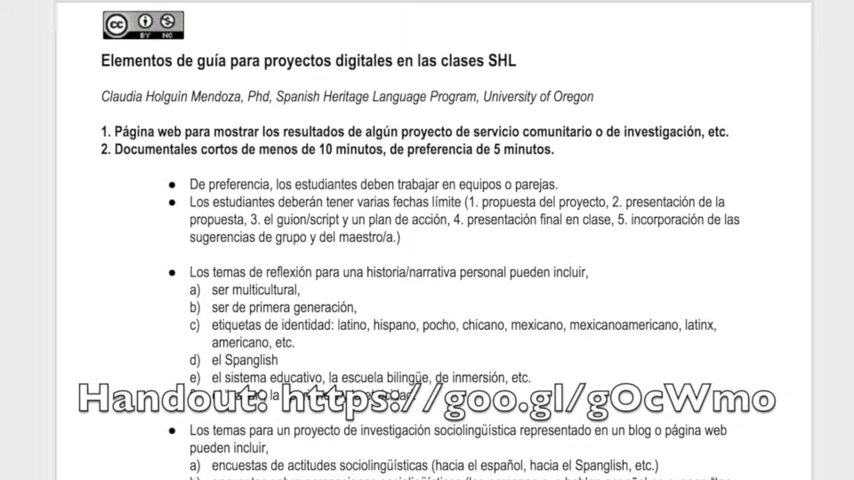 cc BY NC
Elementos de guía para proyectos digitales en las clases SHL
Claudia Holguín Mendoza, Phd, Spanish Heritage Language Program, University of Oregon
1. Página web para mostrar los resultados de algún proyecto de servicio comunitario o de investigación, etc.
2. Documentales cortos de menos de 10 minutos, de preferencia de 5 minutos.
● De preferencia, los estudiantes deben trabajar en equipos o parejas.
● Los estudiantes deberán tener varias fechas límite (1. propuesta del proyecto, 2. presentación de la
propuesta, 3. el guion/script y un plan de acción, 4. presentación final en clase, 5. incorporación de las
sugerencias de grupo y del maestro/a.)
● Los temas de reflexión para una historia/narrativa personal pueden incluir,
a) ser multicultural,
b) ser de primera generación,
c) etiquetas de identidad: latino, hispano, pocho, chicano, mexicano, mexicanoamericano, latinx,
americano, etc.
d) el Spanglish
e) el sistema educativo, la escuela bilingüe, de inmersión, etc.
Handout: https://goo.gl/gOcWmo
● Los temas para un proyecto de investigación sociolingüística representado en un blog o página web
pueden incluir,
a) encuestas de actitudes sociolingüísticas (hacia el español, hacia el Spanglish, etc.)